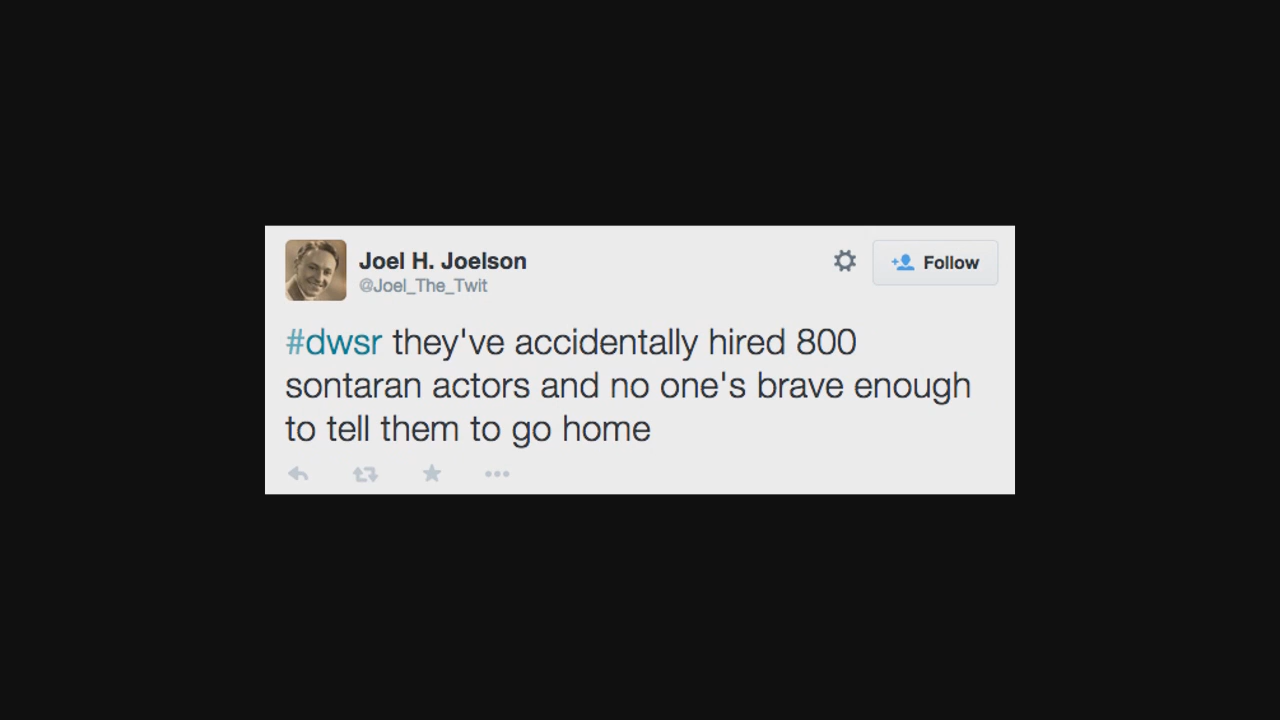 Joel H. Joelson
@Joel_The_Twit
Follow
#dwsr they've accidentally hired 800
sontaran actors and no one's brave enough
to tell them to go home